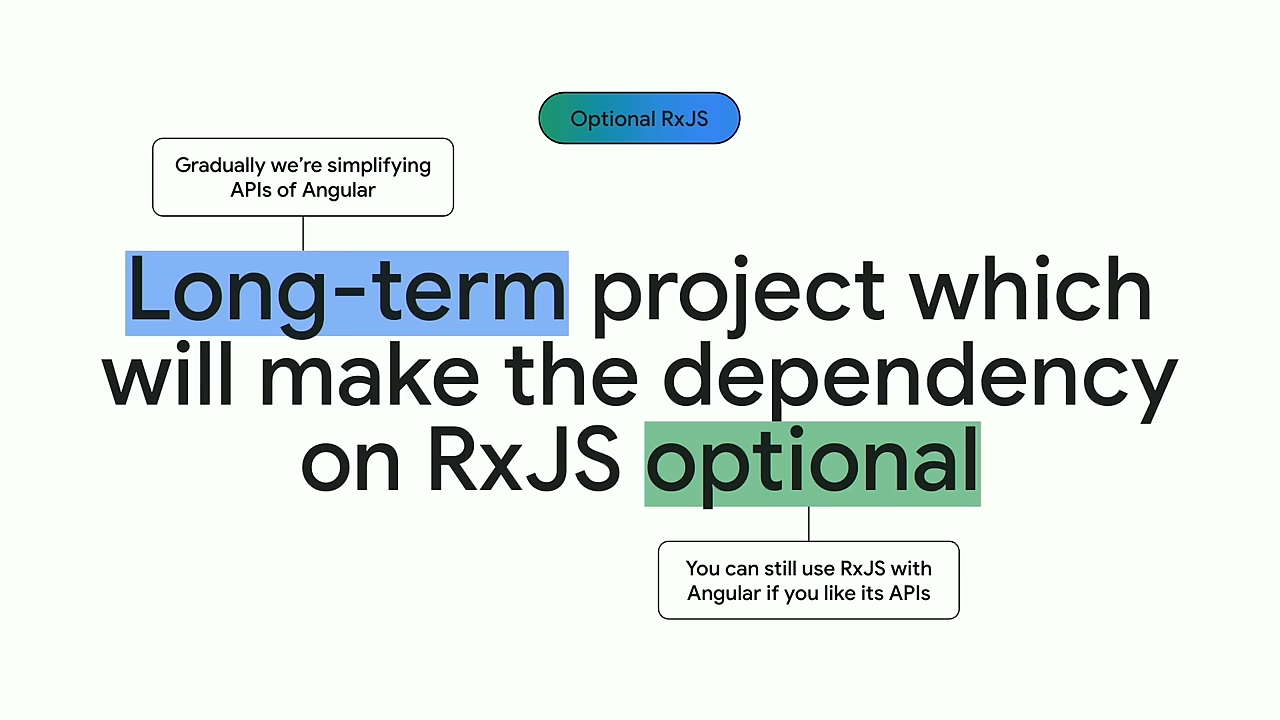 Optional RxJS
Gradually we’re simplifying
APIs of Angular
Long-term project which
will make the dependency
on RxJS optional
You can still use RxJS with
Angular if you like its APIs